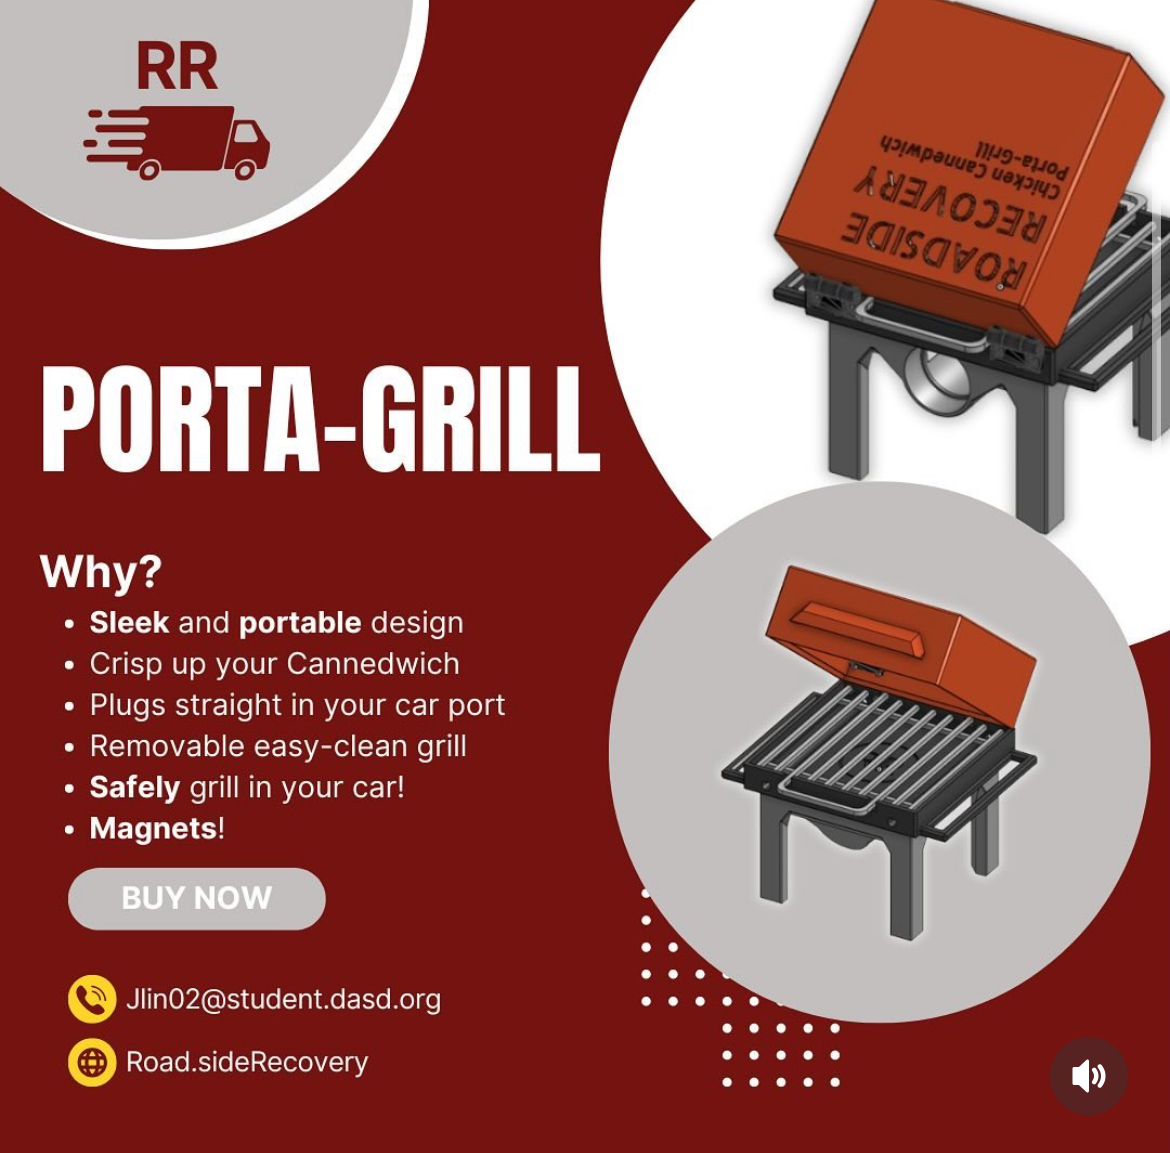 RR
ROADSIDE
RECOVERY
Chicken Cannedwich
Porta-Grill
PORTA-GRILL
Why?
Sleek and portable design
Crisp up your Cannedwich
Plugs straight in your car port
Removable easy-clean grill
Safely grill in your car!
Magnets!
BUY NOW
Jlin02@student.dasd.org
Road.sideRecovery